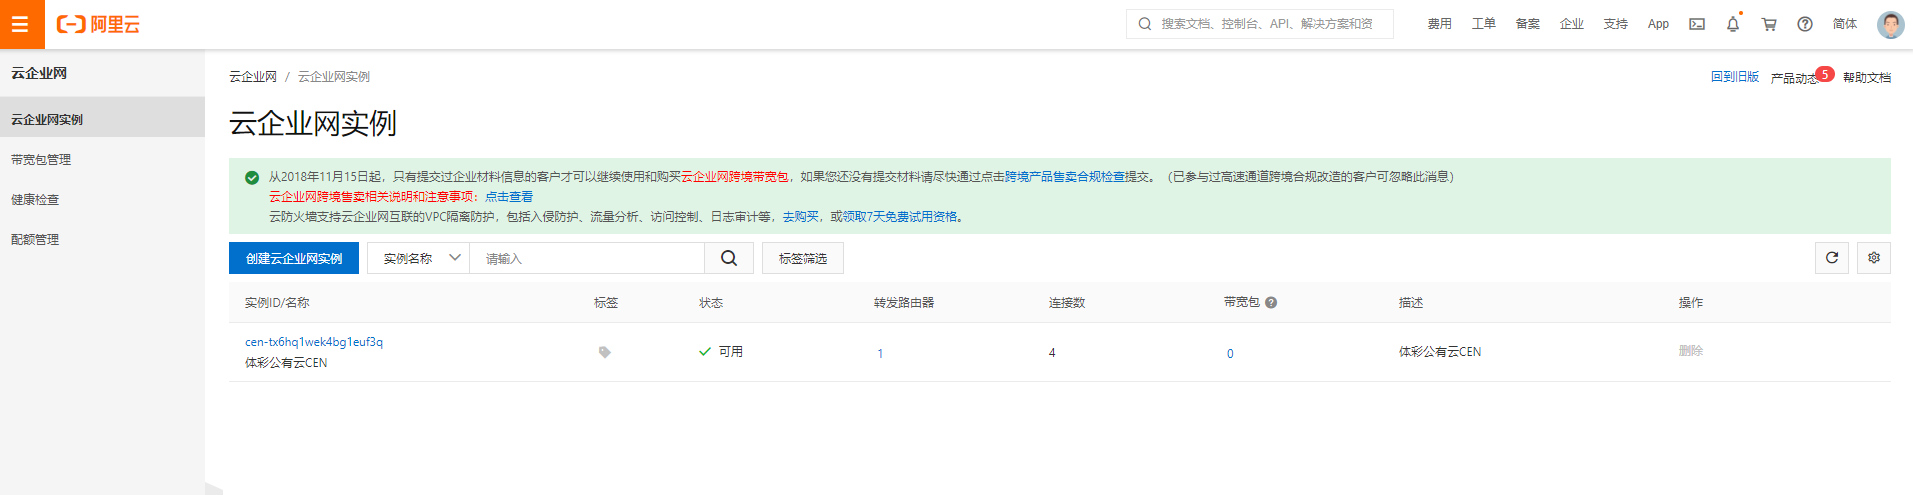 阿里云
搜索文档、控制台、API、解决方案和资
费用 工单 备案 企业 支持 App 简体
云企业网
云企业网实例
带宽包管理
健康检查
配额管理
云企业网 / 云企业网实例
回到旧版 产品动态 5 帮助文档
云企业网实例
从2018年11月15日起，只有提交过企业材料信息的客户才可以继续使用和购买云企业网跨境带宽包，如果您还没有提交材料请尽快通过点击跨境产品售卖合规检查提交。（已参与过高速通道跨境合规改造的客户可忽略此消息）
云企业网跨境售卖相关说明和注意事项：点击查看
云防火墙支持云企业网互联的VPC隔离防护，包括入侵防护、流量分析、访问控制、日志审计等，去购买，或领取7天免费试用资格。
创建云企业网实例 实例名称 请输入 标签筛选
实例ID/名称 标签 状态 转发路由器 连接数 带宽包 描述 操作
cen-tx6hq1wek4bg1euf3q
体彩公有云CEN
可用 1 4 0 体彩公有云CEN 删除